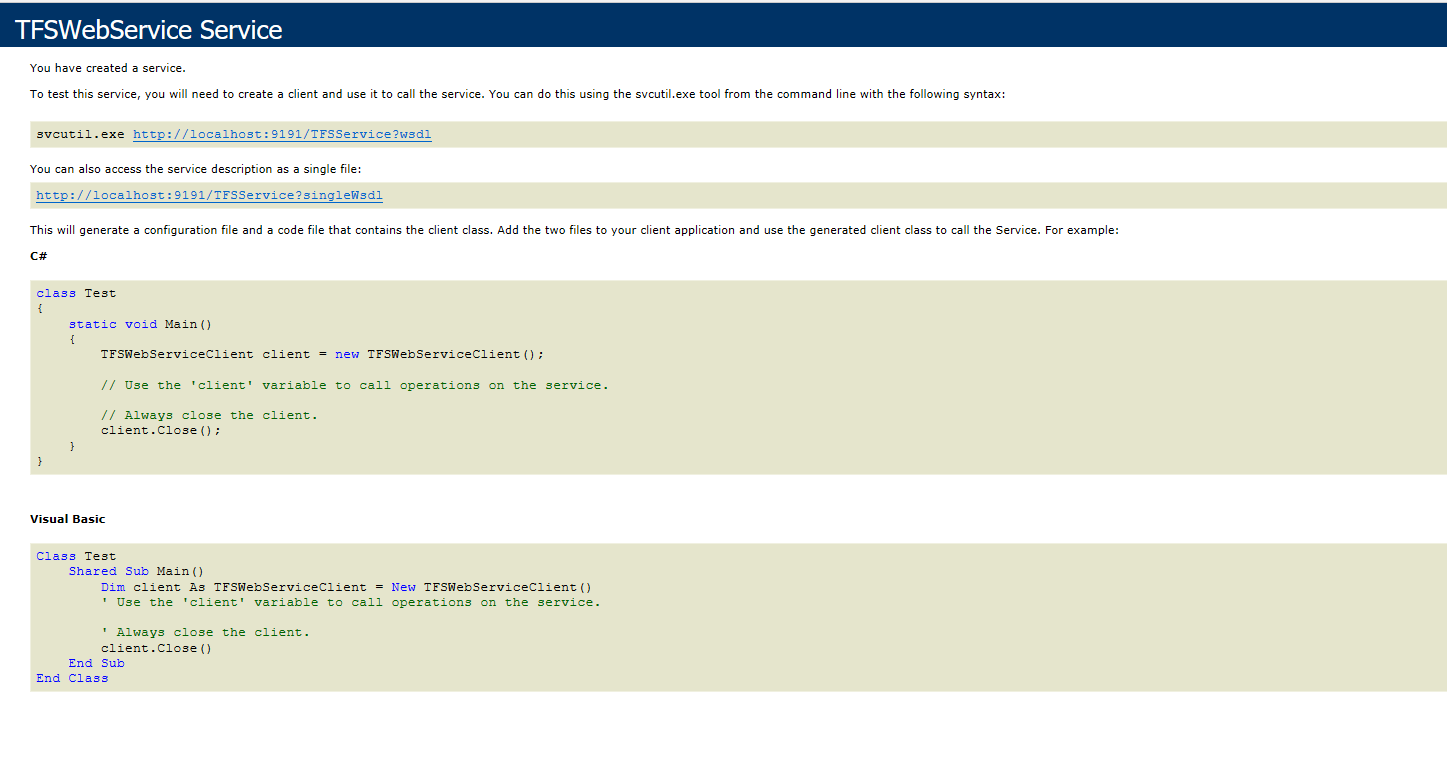 TFSWebService Service
You have created a service.
To test this service, you will need to create a client and use it to call the service. You can do this using the svcutil.exe tool from the command line with the following syntax:
svcutil.exe http://localhost:9191/TFSService?wsdl
You can also access the service description as a single file:
http://localhost:9191/TFSService?singleWsdl
This will generate a configuration file and a code file that contains the client class. Add the two files to your client application and use the generated client class to call the Service. For example:
C#
class Test
{
    static void Main()
    {
        TFSWebServiceClient client = new TFSWebServiceClient();
        // Use the 'client' variable to call operations on the service.
        // Always close the client.
        client.Close();
    }
}
Visual Basic
Class Test
    Shared Sub Main()
        Dim client As TFSWebServiceClient = New TFSWebServiceClient()
        ' Use the 'client' variable to call operations on the service.
        ' Always close the client.
        client.Close()
    End Sub
End Class